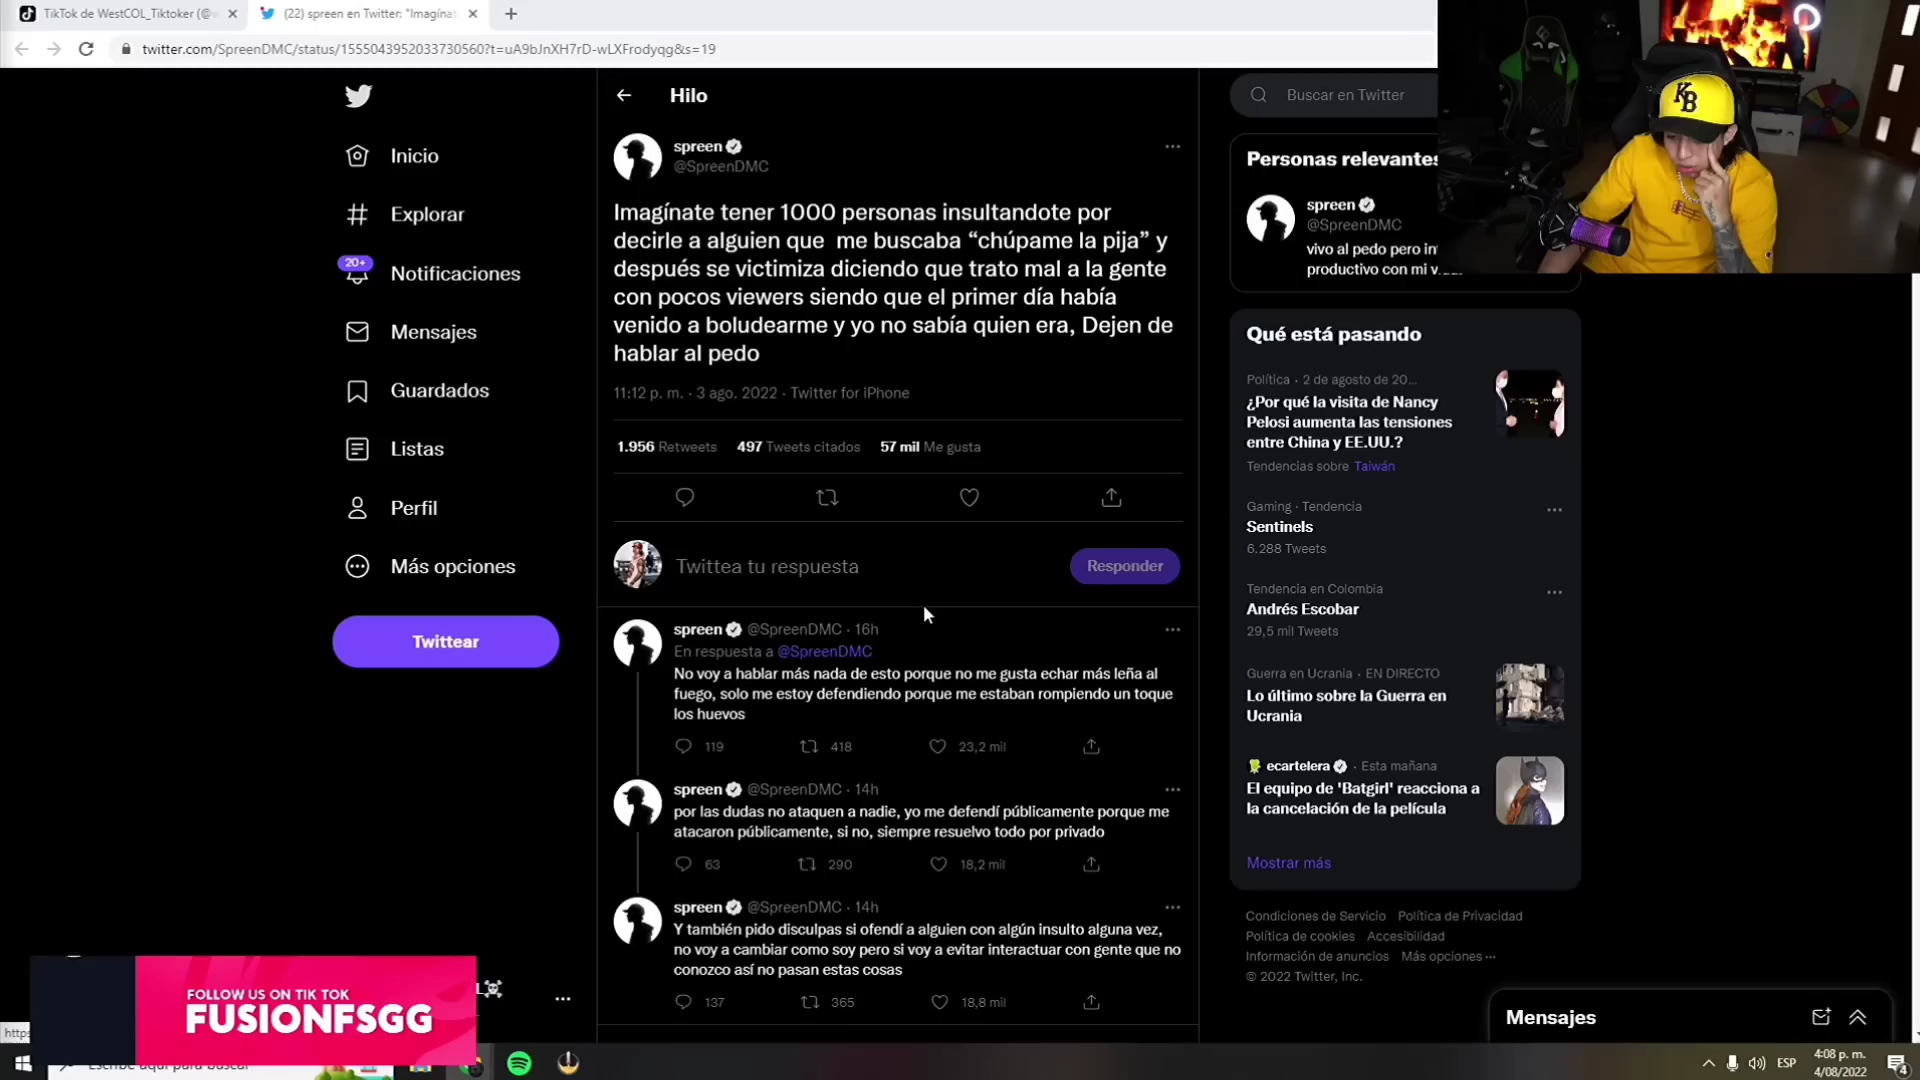 TikTok de WestCOL_Tiktoker (@w
(22) spreen en Twitter: "Imagínat
twitter.com/SpreenDMC/status/1555043952033730560?t=uA9bJnXH7rD-wLXFrodyqg&s=19
Inicio
Explorar
20+
Notificaciones
Mensajes
Guardados
Listas
Perfil
Más opciones
Twittear
Hilo
spreen
@SpreenDMC
Imagínate tener 1000 personas insultandote por
decirle a alguien que me buscaba “chúpame la pija” y
después se victimiza diciendo que trato mal a la gente
con pocos viewers siendo que el primer día había
venido a boludearme y yo no sabía quien era, Dejen de
hablar al pedo
11:12 p. m. · 3 ago. 2022 · Twitter for iPhone
1.956 Retweets 497 Tweets citados 57 mil Me gusta
Twittea tu respuesta
Responder
spreen @SpreenDMC · 16h
En respuesta a @SpreenDMC
No voy a hablar más nada de esto porque no me gusta echar más leña al
fuego, solo me estoy defendiendo porque me estaban rompiendo un toque
los huevos
119 418 23,2 mil
spreen @SpreenDMC · 14h
por las dudas no ataquen a nadie, yo me defendí públicamente porque me
atacaron públicamente, si no, siempre resuelvo todo por privado
63 290 18,2 mil
spreen @SpreenDMC · 14h
Y también pido disculpas si ofendí a alguien con algún insulto alguna vez,
no voy a cambiar como soy pero si voy a evitar interactuar con gente que no
conozco así no pasan estas cosas
137 365 18,8 mil
Buscar en Twitter
Personas relevantes
spreen
@SpreenDMC
vivo al pedo pero in
productivo con mi
Qué está pasando
Política · 2 de agosto de 20...
¿Por qué la visita de Nancy
Pelosi aumenta las tensiones
entre China y EE.UU.?
Tendencias sobre Taiwán
Gaming · Tendencia
Sentinels
6.288 Tweets
Tendencia en Colombia
Andrés Escobar
29,5 mil Tweets
Guerra en Ucrania · EN DIRECTO
Lo último sobre la Guerra en
Ucrania
ecartelera · Esta mañana
El equipo de 'Batgirl' reacciona a
la cancelación de la película
Mostrar más
Condiciones de Servicio Política de Privacidad
Política de cookies Accesibilidad
Información de anuncios Más opciones ···
© 2022 Twitter, Inc.
Mensajes
KB
FOLLOW US ON TIK TOK
FUSIONFSGG
https
Escribe aquí para buscar
ESP
4:08 p. m.
4/08/2022
4